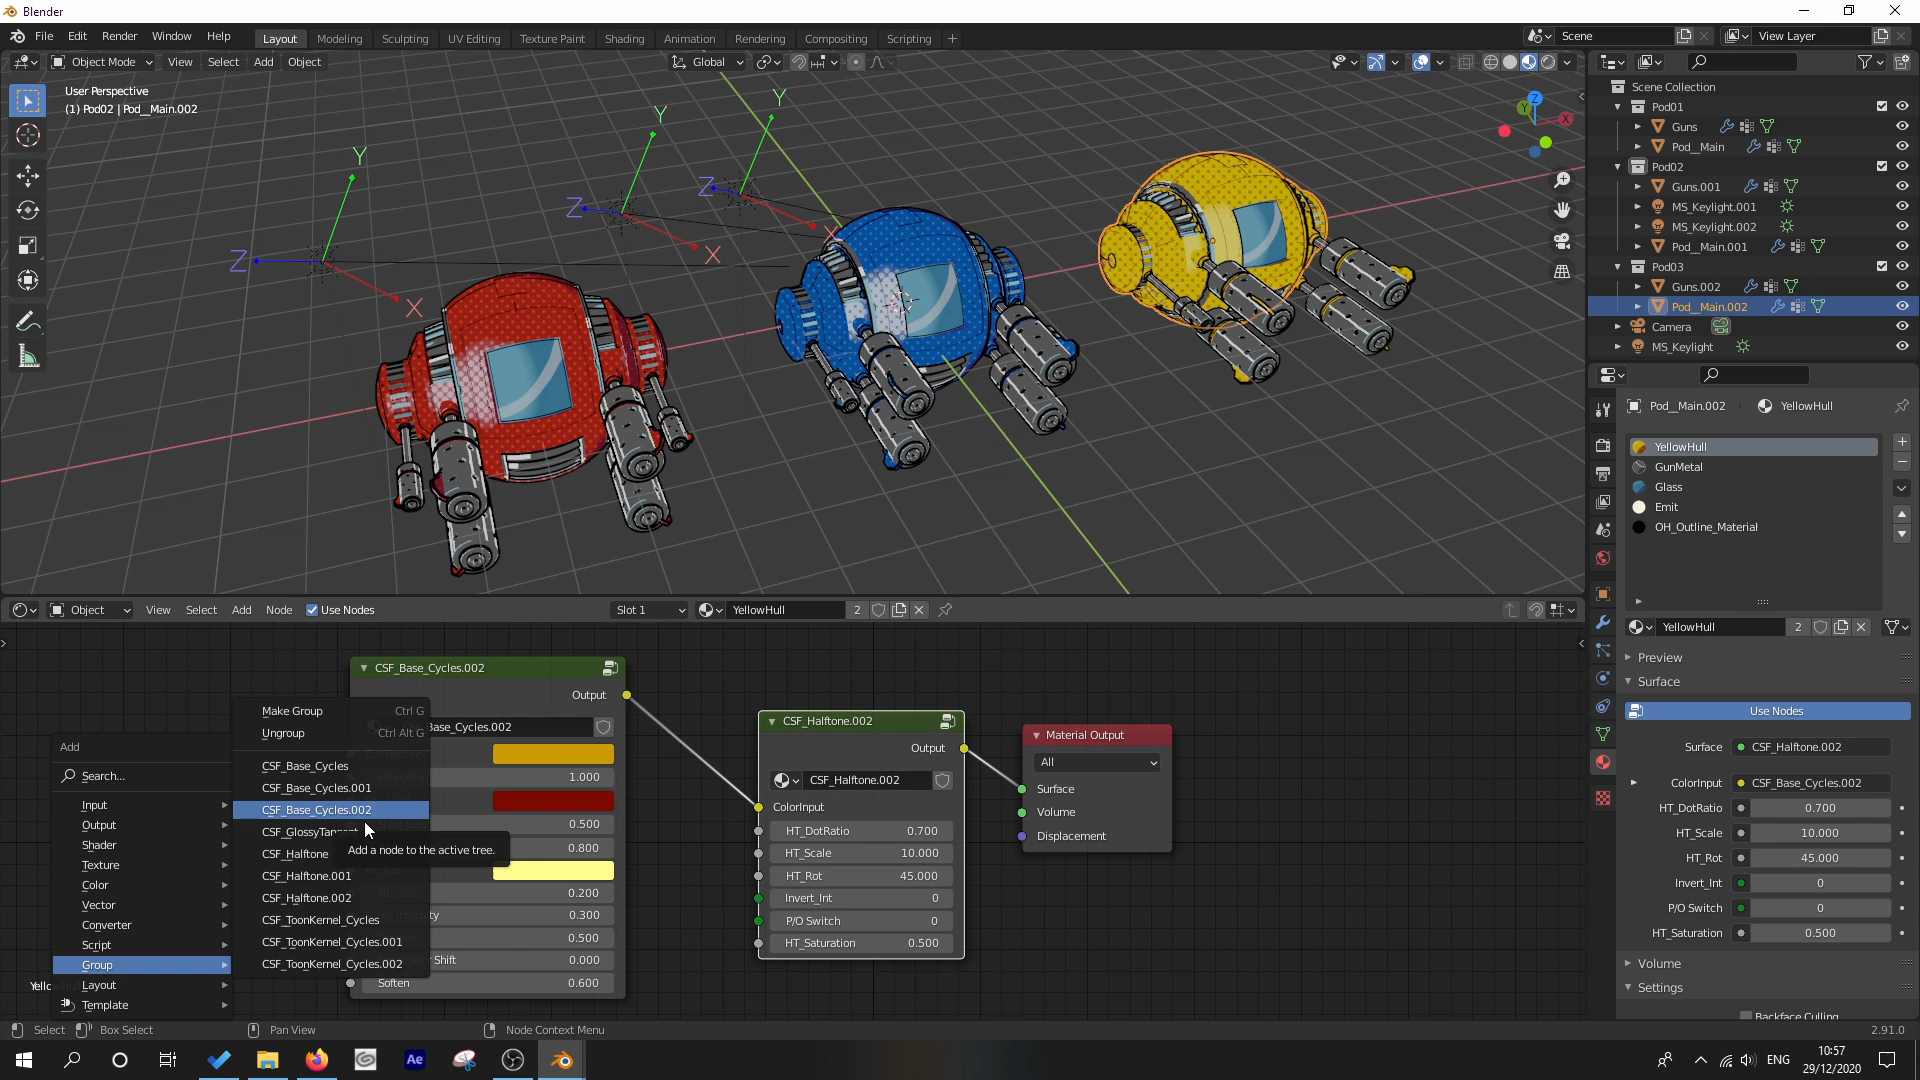 Blender
File Edit Render Window Help
Layout Modeling Sculpting UV Editing Texture Paint Shading Animation Rendering Compositing Scripting
Scene View Layer
Object Mode View Select Add Object
Global
User Perspective
(1) Pod02 | Pod__Main.002
Y
Y
Y
Z
Z
Z
X
X
X
Z
Y
X
Scene Collection
Pod01
Guns
Pod__Main
Pod02
Guns.001
MS_Keylight.001
MS_Keylight.002
Pod_Main.001
Pod03
Guns.002
Pod__Main.002
Camera
MS_Keylight
Pod__Main.002 YellowHull
YellowHull
GunMetal
Glass
Emit
OH_Outline_Material
YellowHull 2
Preview
Surface
Use Nodes
Surface CSF_Halftone.002
ColorInput CSF_Base_Cycles.002
HT_DotRatio 0.700
HT_Scale 10.000
HT_Rot 45.000
Invert_Int 0
P/O Switch 0
HT_Saturation 0.500
Volume
Settings
Backface Culling
Object View Select Add Node Use Nodes
Slot 1 YellowHull 2
CSF_Base_Cycles.002
Output
Base_Cycles.002
1.000
0.500
0.800
0.200
0.300
0.500
Shift 0.000
Soften 0.600
Make Group Ctrl G
Ungroup Ctrl Alt G
CSF_Base_Cycles
CSF_Base_Cycles.001
CSF_Base_Cycles.002
CSF_GlossyTangent
CSF_Halftone
CSF_Halftone.001
CSF_Halftone.002
CSF_ToonKernel_Cycles
CSF_ToonKernel_Cycles.001
CSF_ToonKernel_Cycles.002
Add a node to the active tree.
Add
Search...
Input
Output
Shader
Texture
Color
Vector
Converter
Script
Group
Layout
Template
CSF_Halftone.002
Output
CSF_Halftone.002
ColorInput
HT_DotRatio 0.700
HT_Scale 10.000
HT_Rot 45.000
Invert_Int 0
P/O Switch 0
HT_Saturation 0.500
Material Output
All
Surface
Volume
Displacement
Select Box Select Pan View Node Context Menu
2.91.0
Ae
ENG
10:57
29/12/2020